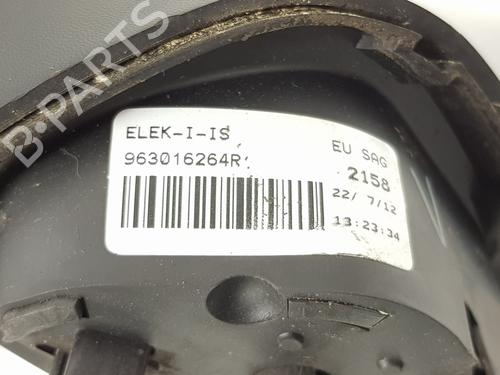 B-PARTS
ELEK-I-IS
963016264R
EU SAG
2158
22/ 7/12
13:23:34